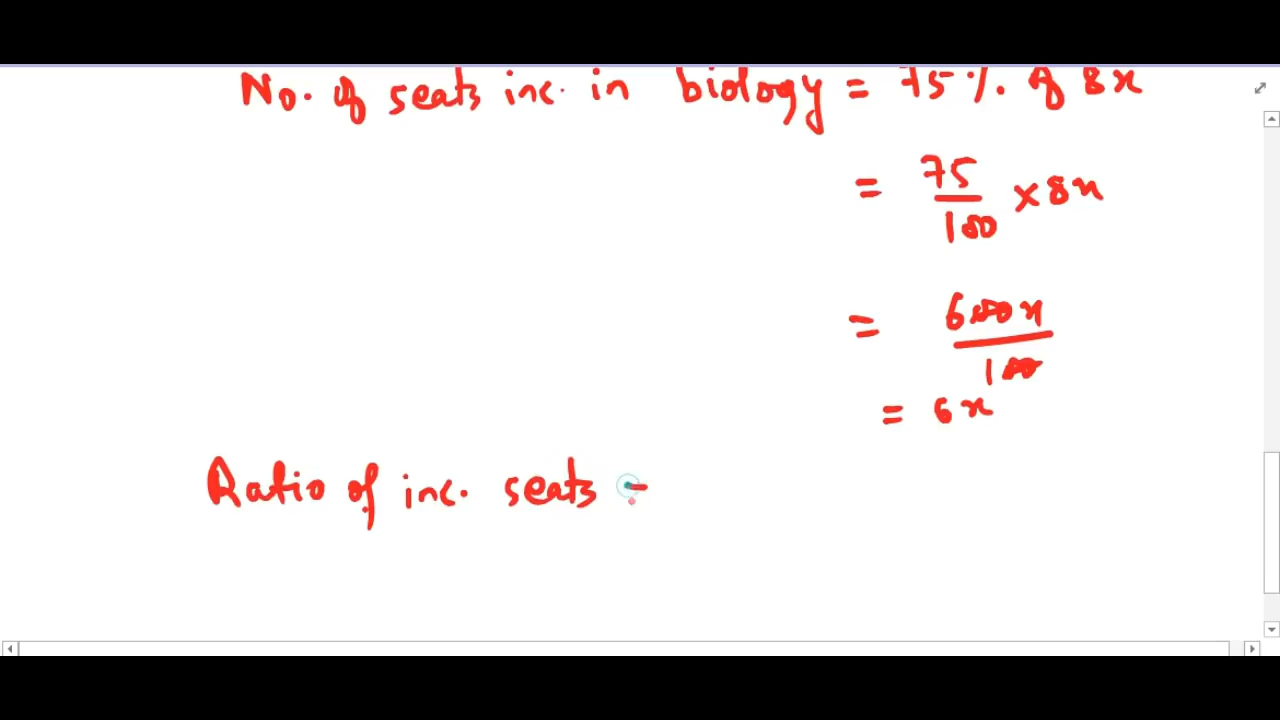 No. of seats inc. in biology = 75% of 8x
= 75/100 × 8x
= 600x/100
= 6x
Ratio of inc. seats =